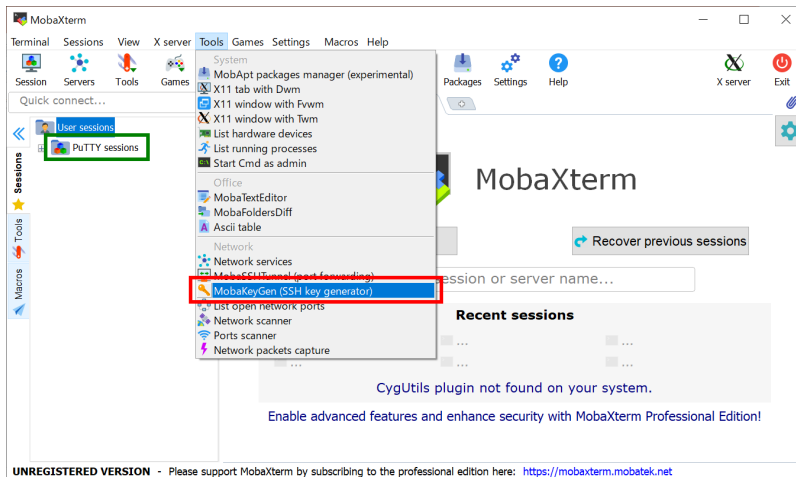 MobaXterm
Terminal Sessions View X server Tools Games Settings Macros Help
Session Servers Tools Games Packages Settings Help X server Exit
Quick connect...
User sessions
PuTTY sessions
Sessions
Tools
Macros
System
MobApt packages manager (experimental)
X11 tab with Dwm
X11 window with Fvwm
X11 window with Twm
List hardware devices
List running processes
Start Cmd as admin
Office
MobaTextEditor
MobaFoldersDiff
Ascii table
Network
Network services
MobaSSHTunnel (port forwarding)
MobaKeyGen (SSH key generator)
List open network ports
Network scanner
Ports scanner
Network packets capture
MobaXterm
Recover previous sessions
session or server name...
Recent sessions
... ...
... ... ...
CygUtils plugin not found on your system.
Enable advanced features and enhance security with MobaXterm Professional Edition!
UNREGISTERED VERSION - Please support MobaXterm by subscribing to the professional edition here: https://mobaxterm.mobatek.net